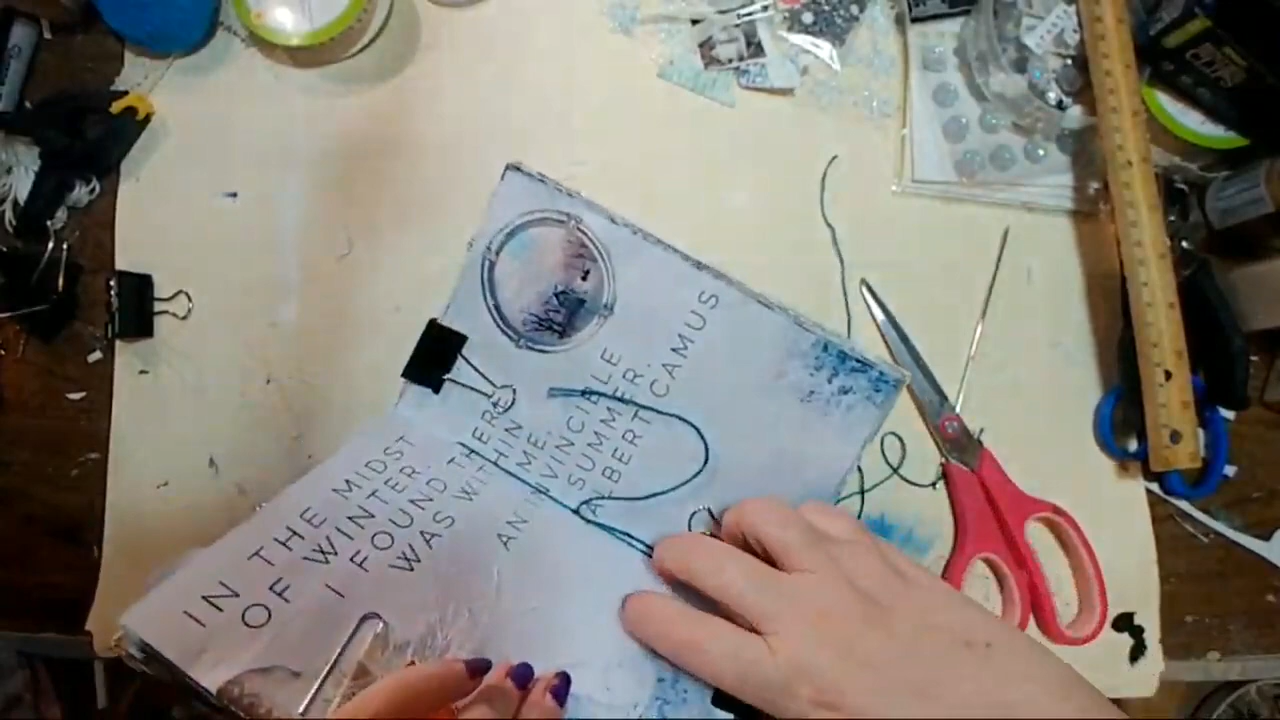 IN THE MIDST
OF WINTER.
I FOUND THERE
WAS WITHIN
ME,
AN INVINCIBLE
SUMMER.
ALBERT CAMUS